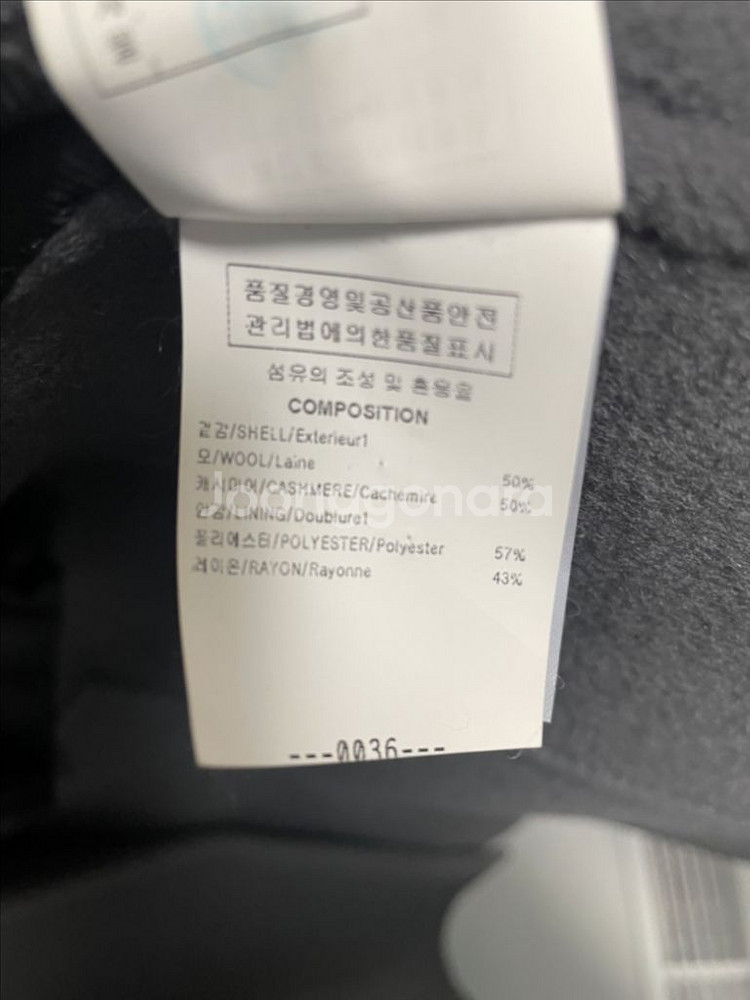 품질경영및공산품안전
관리법에의한품질표시
섬유의 조성 및 혼용율
COMPOSITION
겉감/SHELL/Exterieur1
모/WOOL/Laine 50%
캐시미어/CASHMERE/Cachemire 50%
안감/LINING/Doublure1
폴리에스터/POLYESTER/Polyèster 57%
레이온/RAYON/Rayonne 43%
---0036---
Joonggonara